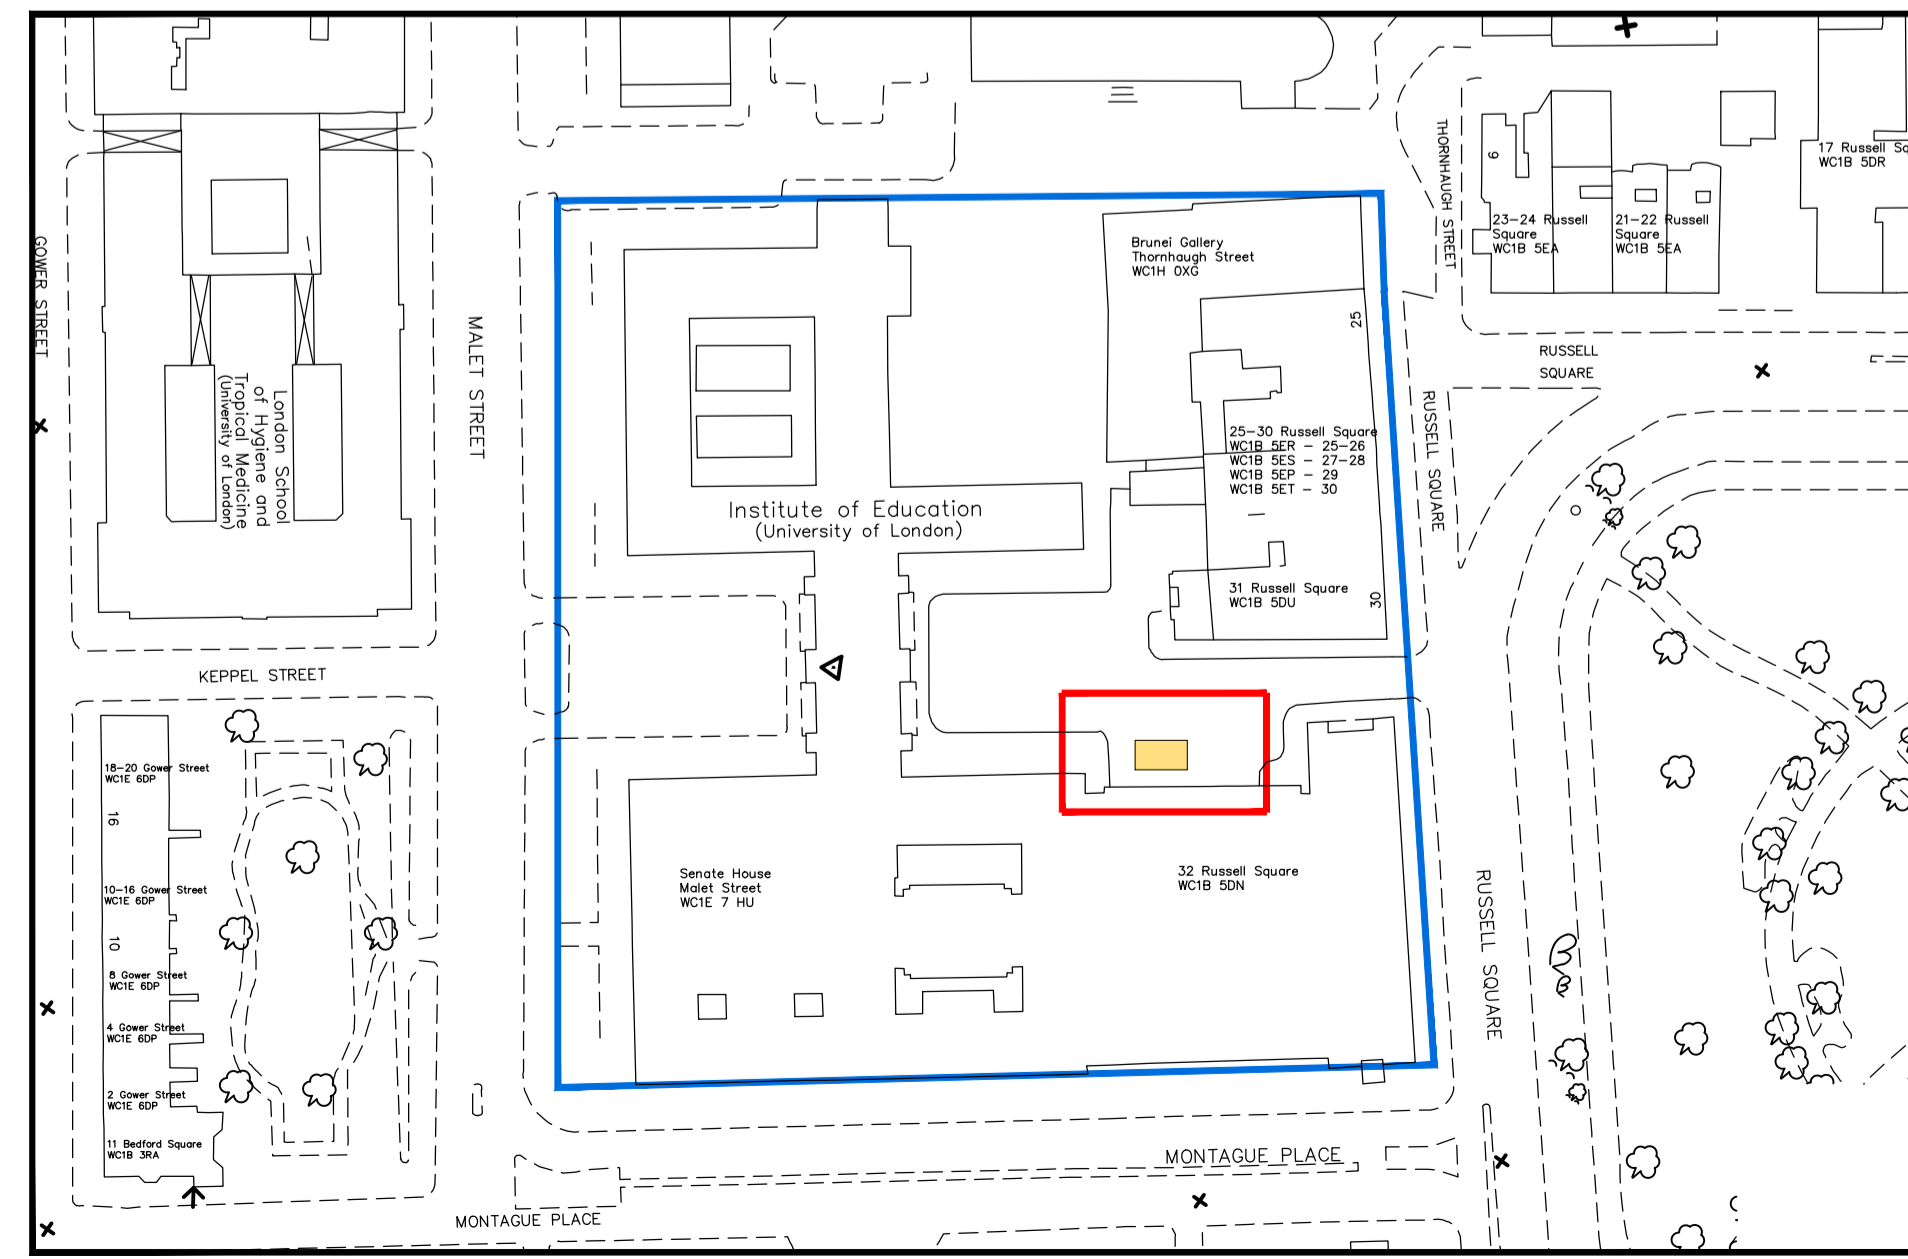 GOWER STREET
London School
of Hygiene and
Tropical Medicine
(University of London)
MALET STREET
KEPPEL STREET
18-20 Gower Street
WC1E 6DP
16
10-16 Gower Street
WC1E 6DP
10
8 Gower Street
WC1E 6DP
4 Gower Street
WC1E 6DP
2 Gower Street
WC1E 6DP
11 Bedford Square
WC1B 3RA
MONTAGUE PLACE
Institute of Education
(University of London)
Brunei Gallery
Thornhaugh Street
WC1H 0XG
25
25-30 Russell Square
WC1B 5ER - 25-26
WC1B 5ES - 27-28
WC1B 5EP - 29
WC1B 5ET - 30
31 Russell Square
WC1B 5DU
30
Senate House
Malet Street
WC1E 7 HU
32 Russell Square
WC1B 5DN
MONTAGUE PLACE
THORNHAUGH STREET
6
23-24 Russell
Square
WC1B 5EA
21-22 Russell
Square
WC1B 5EA
17 Russell Sq
WC1B 5DR
RUSSELL
SQUARE
RUSSELL SQUARE
RUSSELL SQUARE